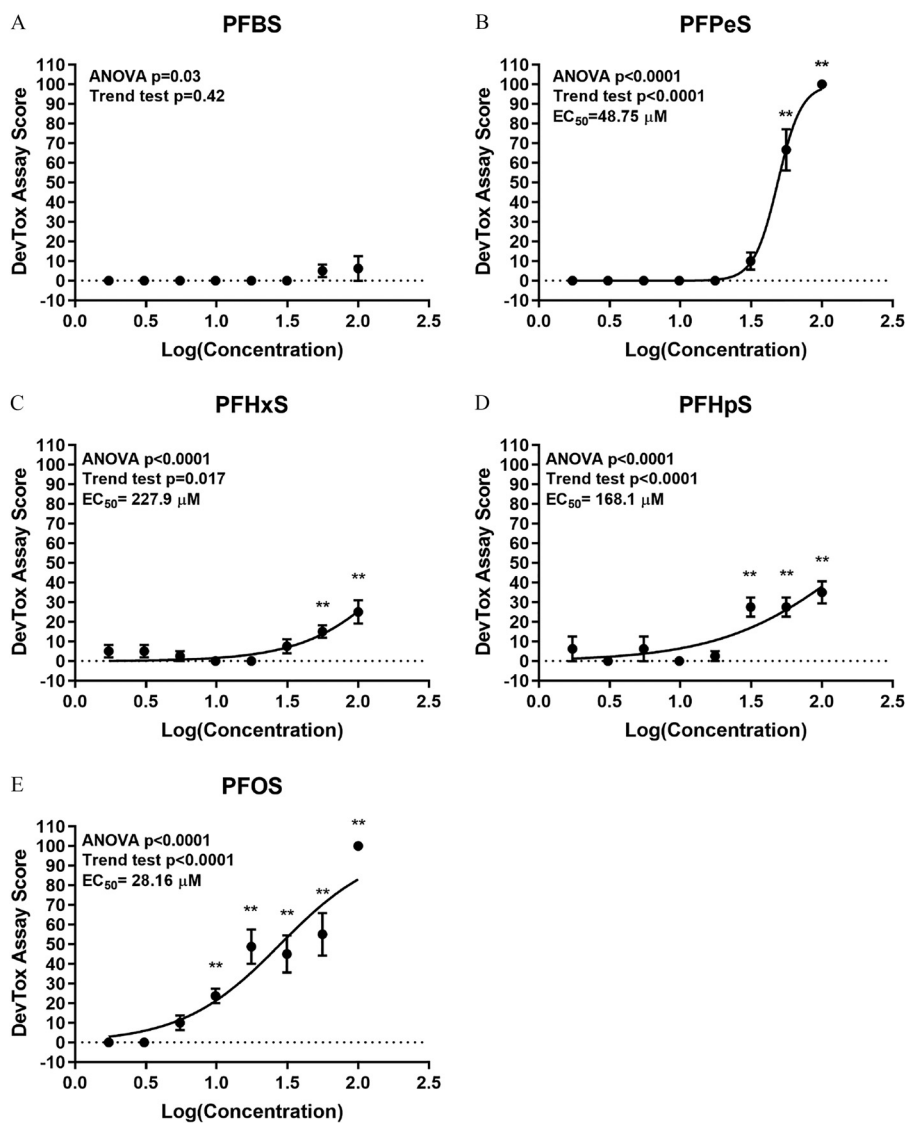 A
PFBS
ANOVA p=0.03
Trend test p=0.42
DevTox Assay Score
110
100
90
80
70
60
50
40
30
20
10
0
-10
0.0 0.5 1.0 1.5 2.0 2.5
Log(Concentration)
B
PFPeS
ANOVA p<0.0001
Trend test p<0.0001
EC50=48.75 µM
**
**
DevTox Assay Score
110
100
90
80
70
60
50
40
30
20
10
0
-10
0.0 0.5 1.0 1.5 2.0 2.5
Log(Concentration)
C
PFHxS
ANOVA p<0.0001
Trend test p=0.017
EC50= 227.9 µM
**
**
DevTox Assay Score
110
100
90
80
70
60
50
40
30
20
10
0
-10
0.0 0.5 1.0 1.5 2.0 2.5
Log(Concentration)
D
PFHpS
ANOVA p<0.0001
Trend test p<0.0001
EC50= 168.1 µM
**
** **
DevTox Assay Score
110
100
90
80
70
60
50
40
30
20
10
0
-10
0.0 0.5 1.0 1.5 2.0 2.5
Log(Concentration)
E
PFOS
ANOVA p<0.0001
Trend test p<0.0001
EC50= 28.16 µM
**
**
** **
**
DevTox Assay Score
110
100
90
80
70
60
50
40
30
20
10
0
-10
0.0 0.5 1.0 1.5 2.0 2.5
Log(Concentration)